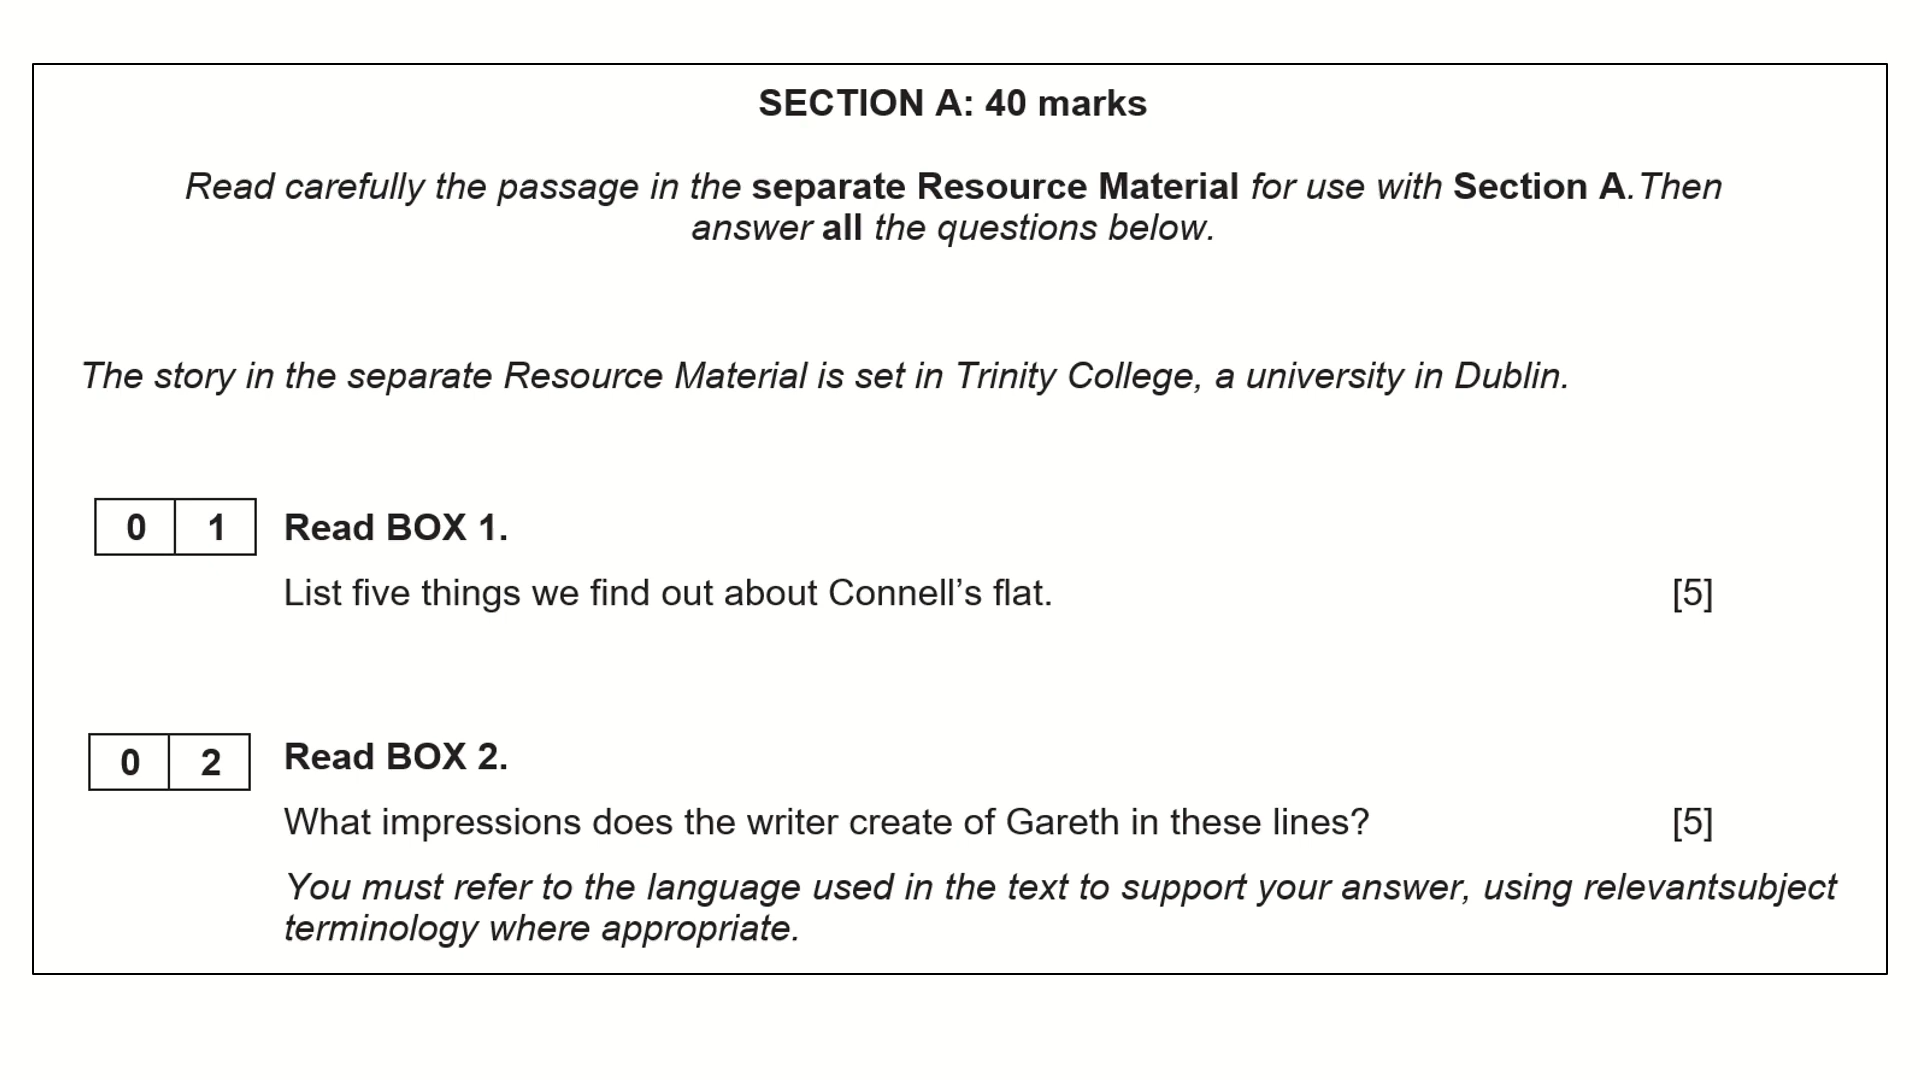 SECTION A: 40 marks
Read carefully the passage in the separate Resource Material for use with Section A.Then
answer all the questions below.
The story in the separate Resource Material is set in Trinity College, a university in Dublin.
0 1 Read BOX 1.
List five things we find out about Connell’s flat. [5]
0 2 Read BOX 2.
What impressions does the writer create of Gareth in these lines? [5]
You must refer to the language used in the text to support your answer, using relevantsubject
terminology where appropriate.